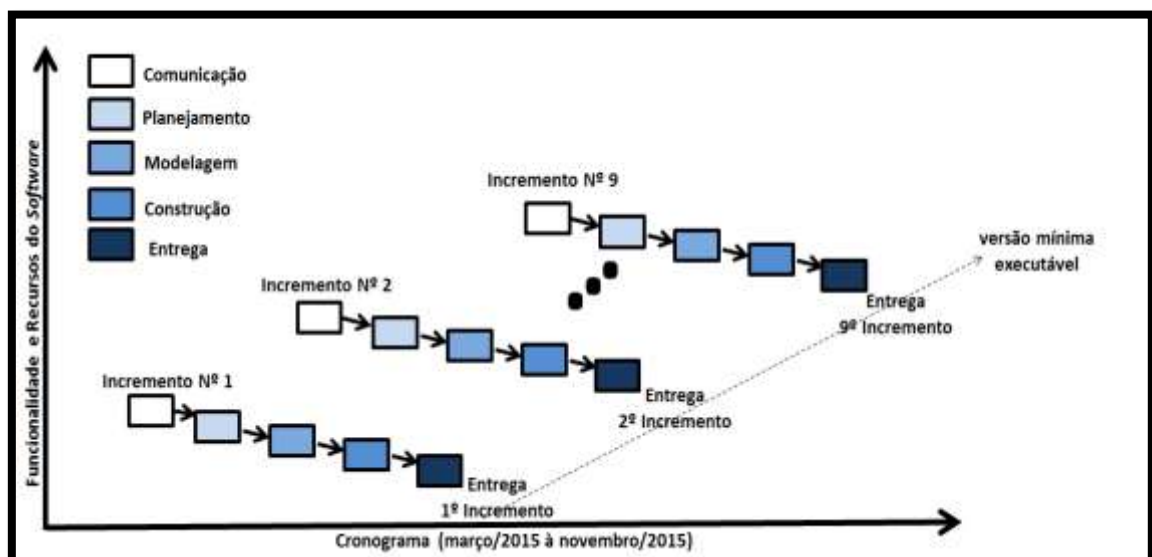 Funcionalidade e Recursos do Software
Comunicação
Planejamento
Modelagem
Construção
Entrega
Incremento Nº 9
versão mínima
executável
Entrega
9º Incremento
Incremento Nº 2
Entrega
2º Incremento
Incremento Nº 1
Entrega
1º Incremento
Cronograma (março/2015 à novembro/2015)